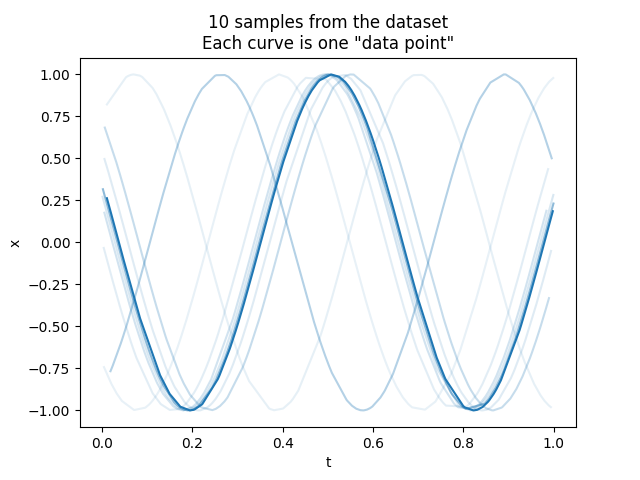 10 samples from the dataset
Each curve is one "data point"
1.00
0.75
0.50
0.25
0.00
−0.25
−0.50
−0.75
−1.00
x
0.0 0.2 0.4 0.6 0.8 1.0
t